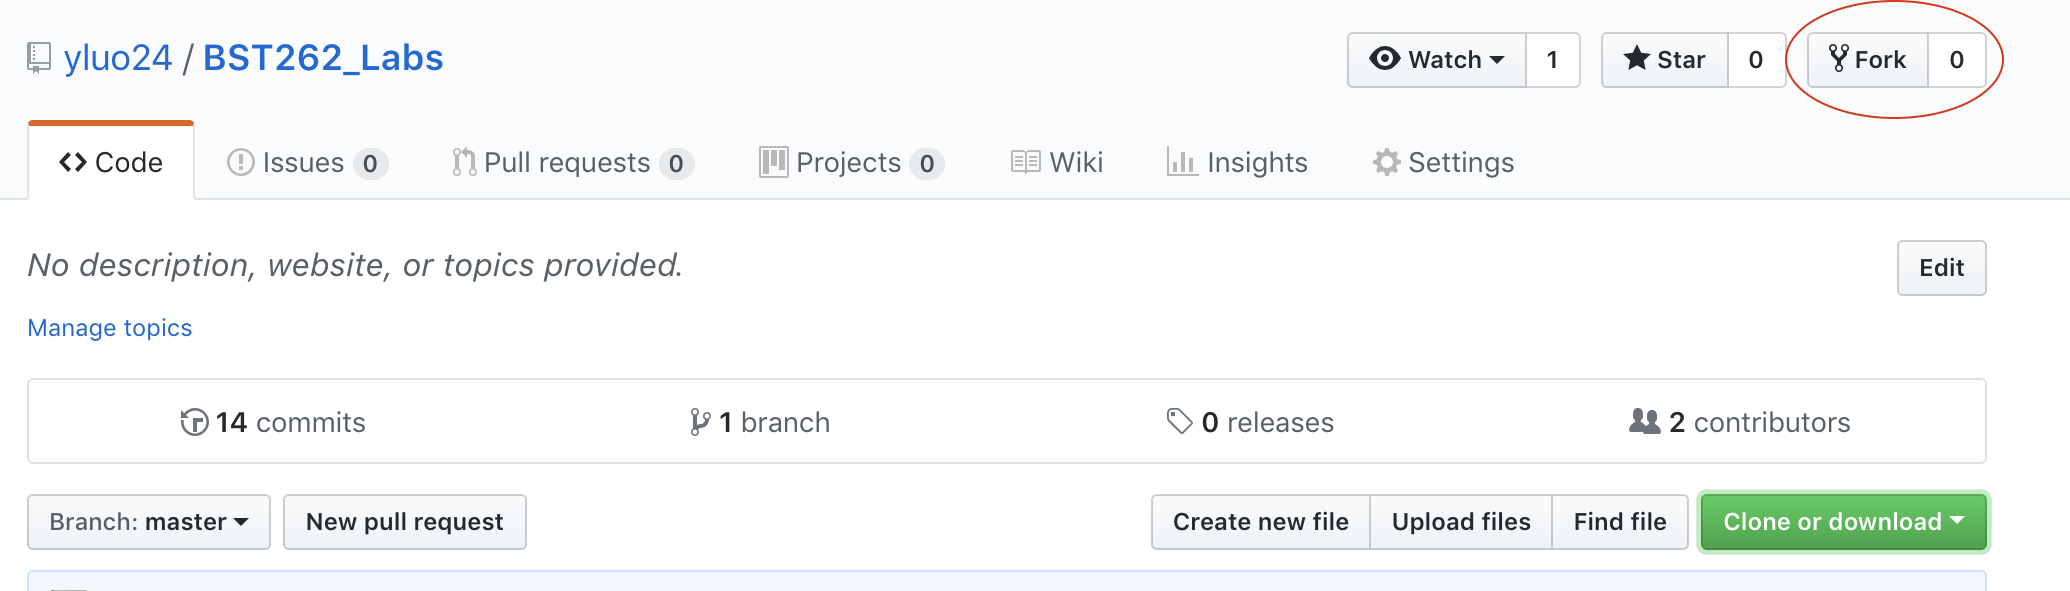 yluo24 / BST262_Labs
Watch 1 Star 0 Fork 0
Code Issues 0 Pull requests 0 Projects 0 Wiki Insights Settings
No description, website, or topics provided.
Edit
Manage topics
14 commits 1 branch 0 releases 2 contributors
Branch: master New pull request Create new file Upload files Find file Clone or download